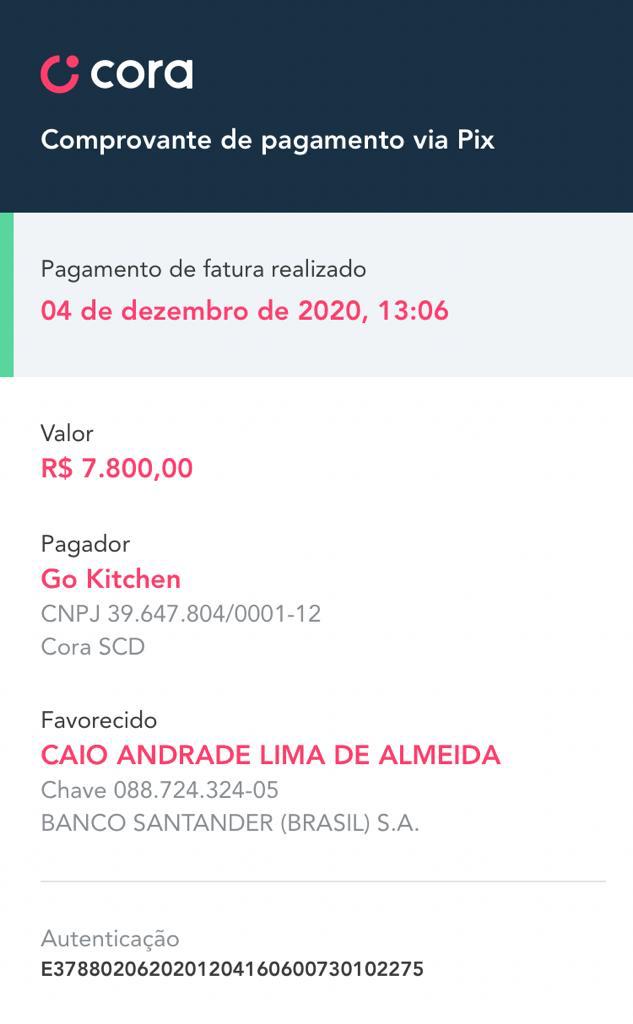 cora
Comprovante de pagamento via Pix
Pagamento de fatura realizado
04 de dezembro de 2020, 13:06
Valor
R$ 7.800,00
Pagador
Go Kitchen
CNPJ 39.647.804/0001-12
Cora SCD
Favorecido
CAIO ANDRADE LIMA DE ALMEIDA
Chave 088.724.324-05
BANCO SANTANDER (BRASIL) S.A.
Autenticação
E3788020620201204160600730102275